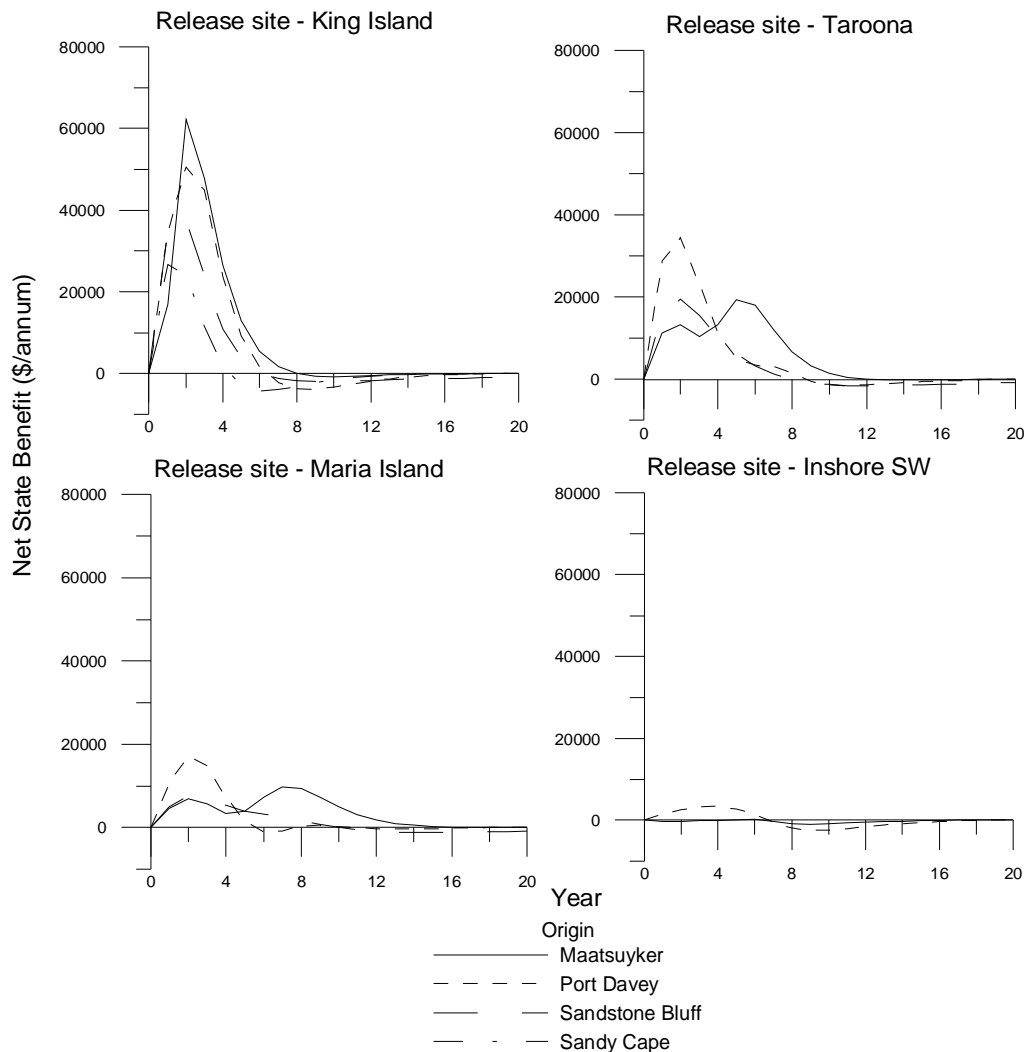 Release site - King Island
80000
60000
40000
20000
0
0 4 8 12 16 20
Release site - Taroona
80000
60000
40000
20000
0
0 4 8 12 16 20
Net State Benefit ($/annum)
Release site - Maria Island
80000
60000
40000
20000
0
0 4 8 12 16 20
Release site - Inshore SW
80000
60000
40000
20000
0
0 4 8 12 16 20
Year
Origin
Maatsuyker
Port Davey
Sandstone Bluff
Sandy Cape